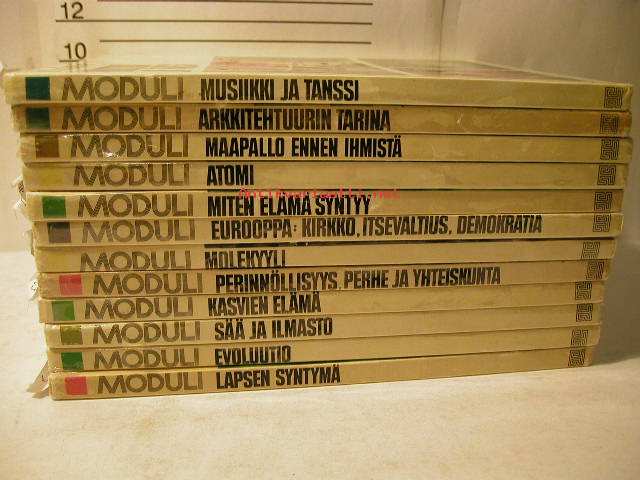 12
10
MODULI MUSIIKKI JA TANSSI
MODULI ARKKITEHTUURIN TARINA
MODULI MAAPALLO ENNEN IHMISTÄ
MODULI ATOMI
MODULI MITEN ELÄMÄ SYNTYY
MODULI EUROOPPA: KIRKKO, ITSEVALTIUS, DEMOKRATIA
MODULI MOLEKYYLI
MODULI PERINNÖLLISYYS, PERHE JA YHTEISKUNTA
MODULI KASVIEN ELÄMÄ
MODULI SÄÄ JA ILMASTO
MODULI EVOLUUTIO
MODULI LAPSEN SYNTYMÄ